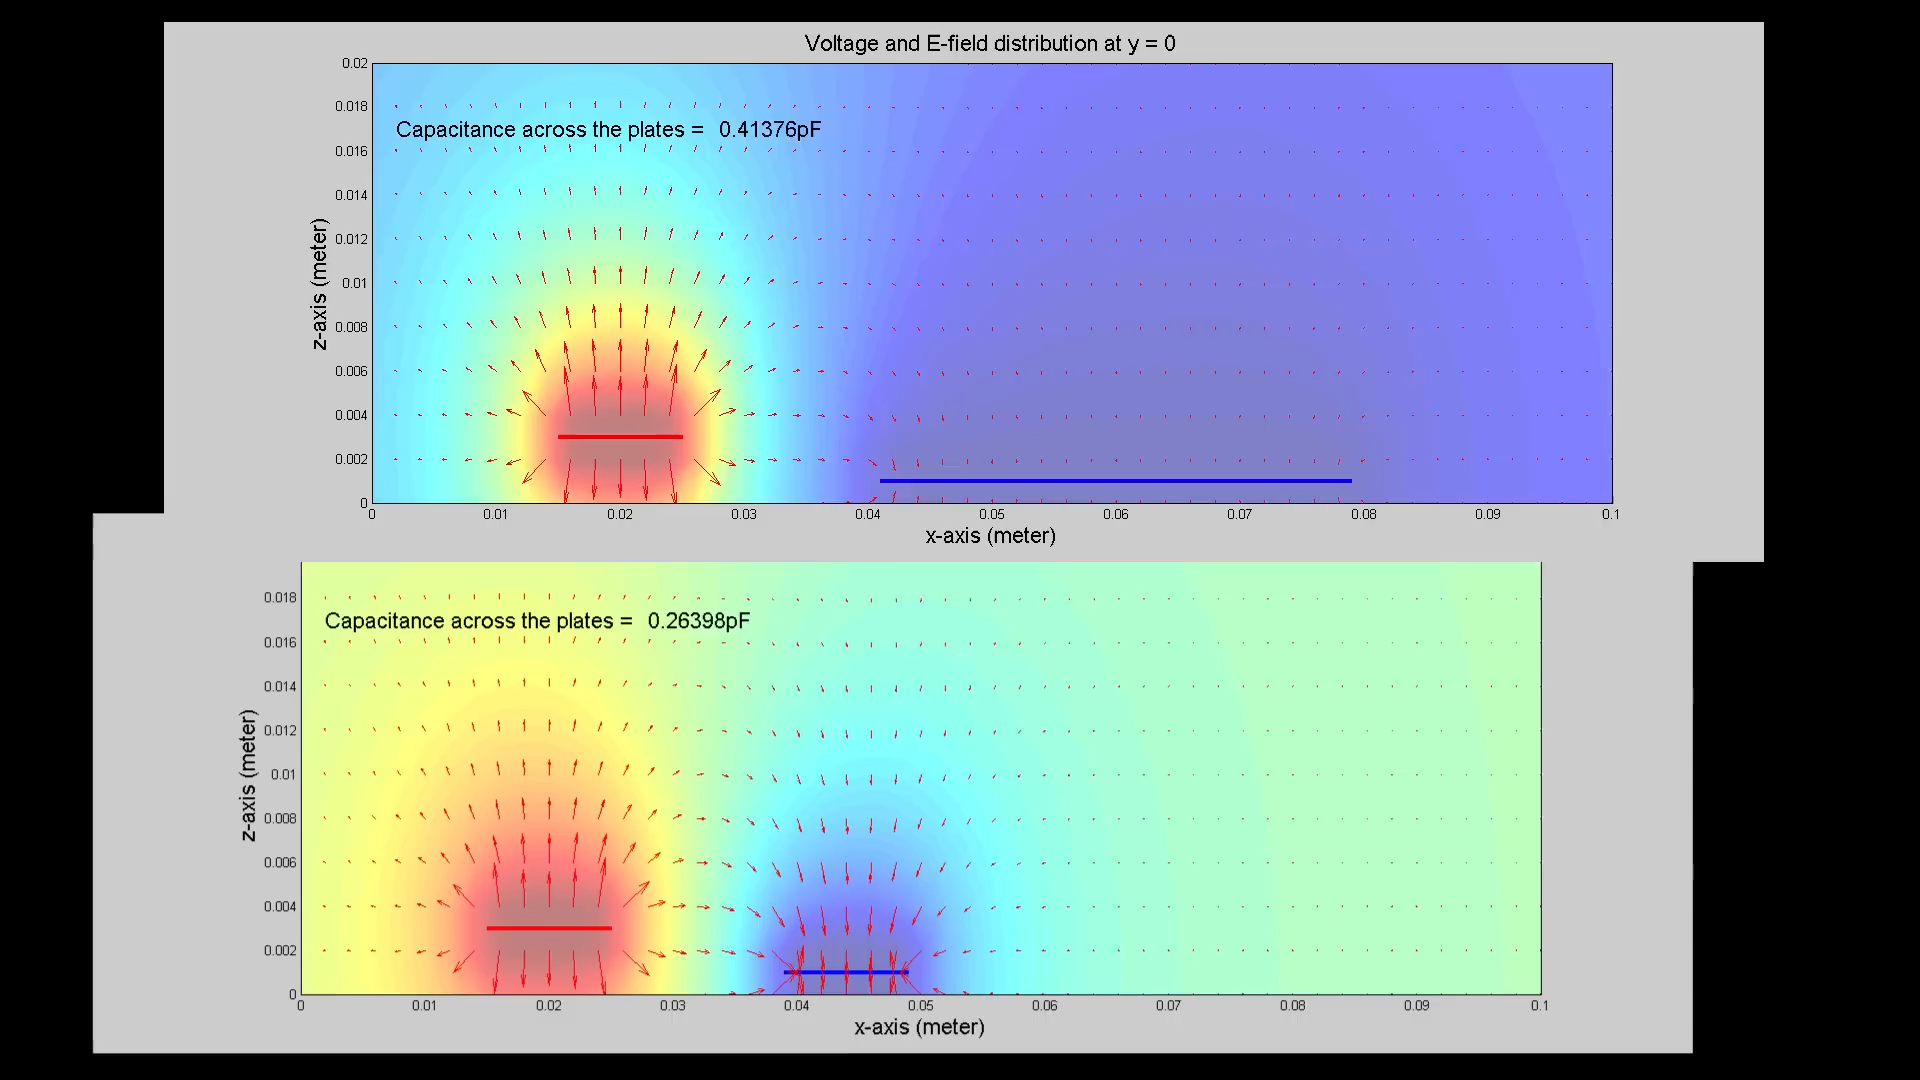 Voltage and E-field distribution at y = 0
0.02
0.018
Capacitance across the plates = 0.41376pF
0.016
0.014
0.012
0.01
0.008
0.006
0.004
0.002
0
z-axis (meter)
0 0.01 0.02 0.03 0.04 0.05 0.06 0.07 0.08 0.09 0.1
x-axis (meter)
0.018
Capacitance across the plates = 0.26398pF
0.016
0.014
0.012
0.01
0.008
0.006
0.004
0.002
0
z-axis (meter)
0 0.01 0.02 0.03 0.04 0.05 0.06 0.07 0.08 0.09 0.1
x-axis (meter)